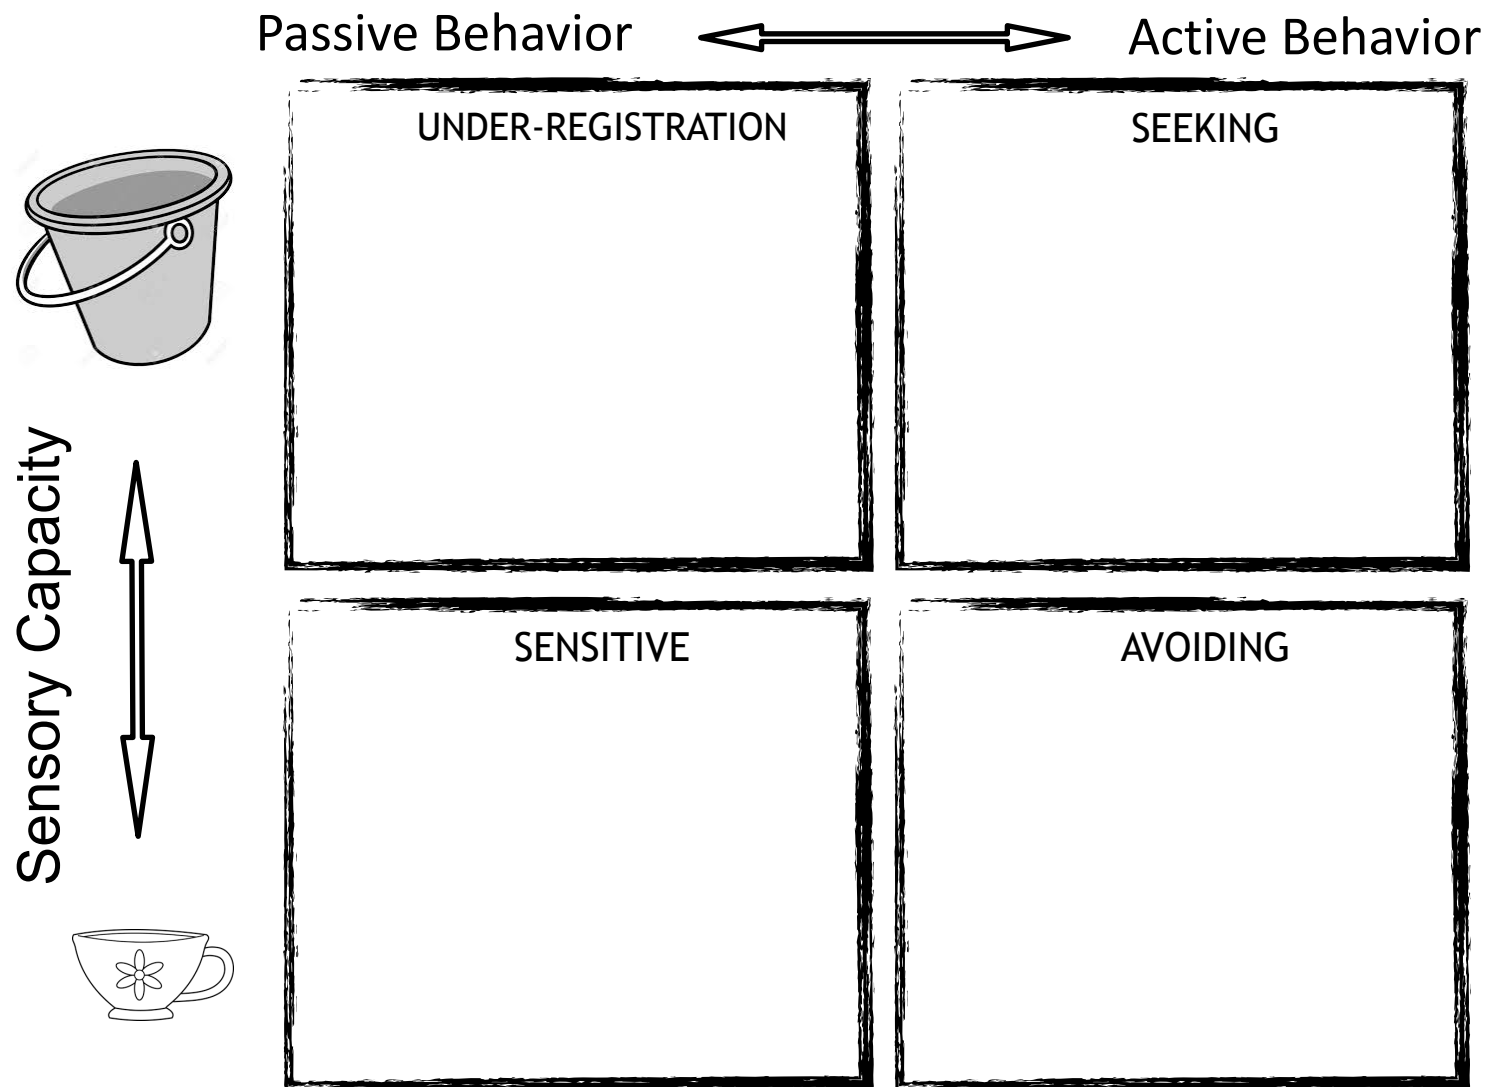 Passive Behavior
Active Behavior
UNDER-REGISTRATION
SEEKING
Sensory Capacity
SENSITIVE
AVOIDING